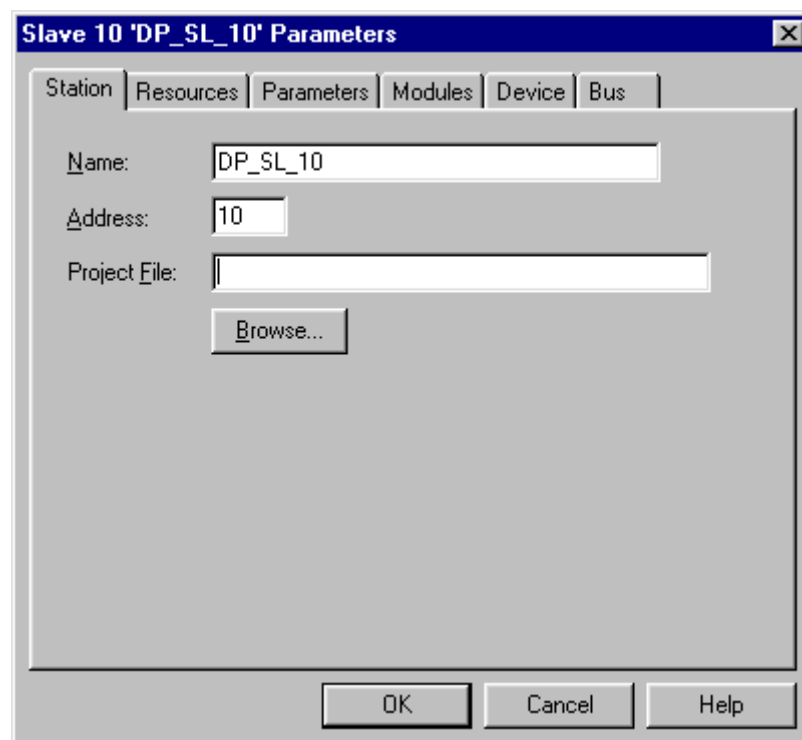 Slave 10 'DP_SL_10' Parameters
Station Resources Parameters Modules Device Bus
Name: DP_SL_10
Address: 10
Project File:
Browse...
OK Cancel Help